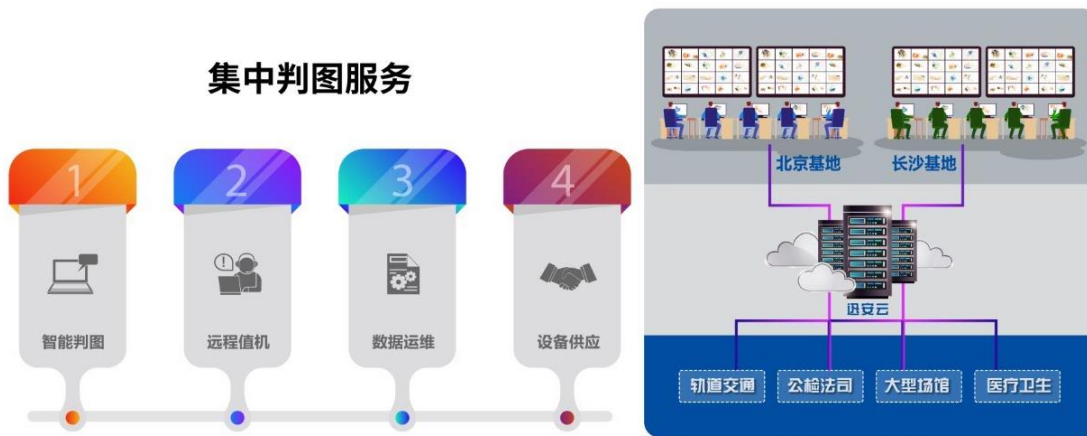 集中判图服务
1
2
3
4
智能判图
远程值机
数据运维
设备供应
北京基地
长沙基地
迅安云
轨道交通
公检法司
大型场馆
医疗卫生